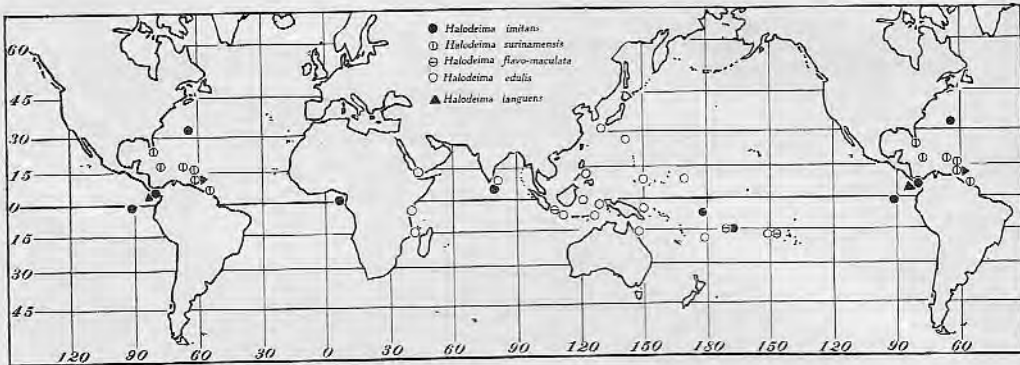 Halodeima imitans
Halodeima surinamensis
Halodeima flavo-maculata
Halodeima edulis
Halodeima languens
60
45
30
15
0
15
30
45
120 90 60 30 0 30 60 90 120 150 180 150 120 90 60